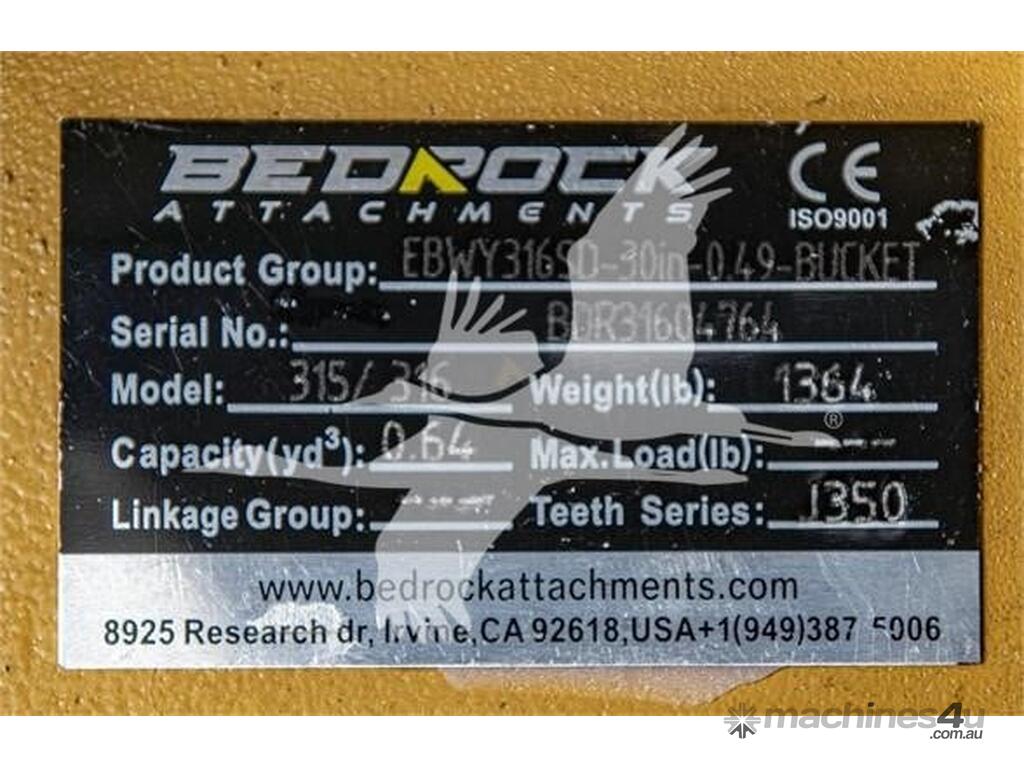 BEDROCK
ATTACHMENTS
CE
ISO9001
Product Group: EBWY316SD-30in-0.49-BUCKET
Serial No.: BDR31604764
Model: 315/316 Weight(lb): 1364
Capacity(yd³): 0.64 Max.Load(lb):
®
Linkage Group: Teeth Series: J350
www.bedrockattachments.com
8925 Research dr, Irvine,CA 92618,USA+1(949)387 5006
machines4u
.com.au